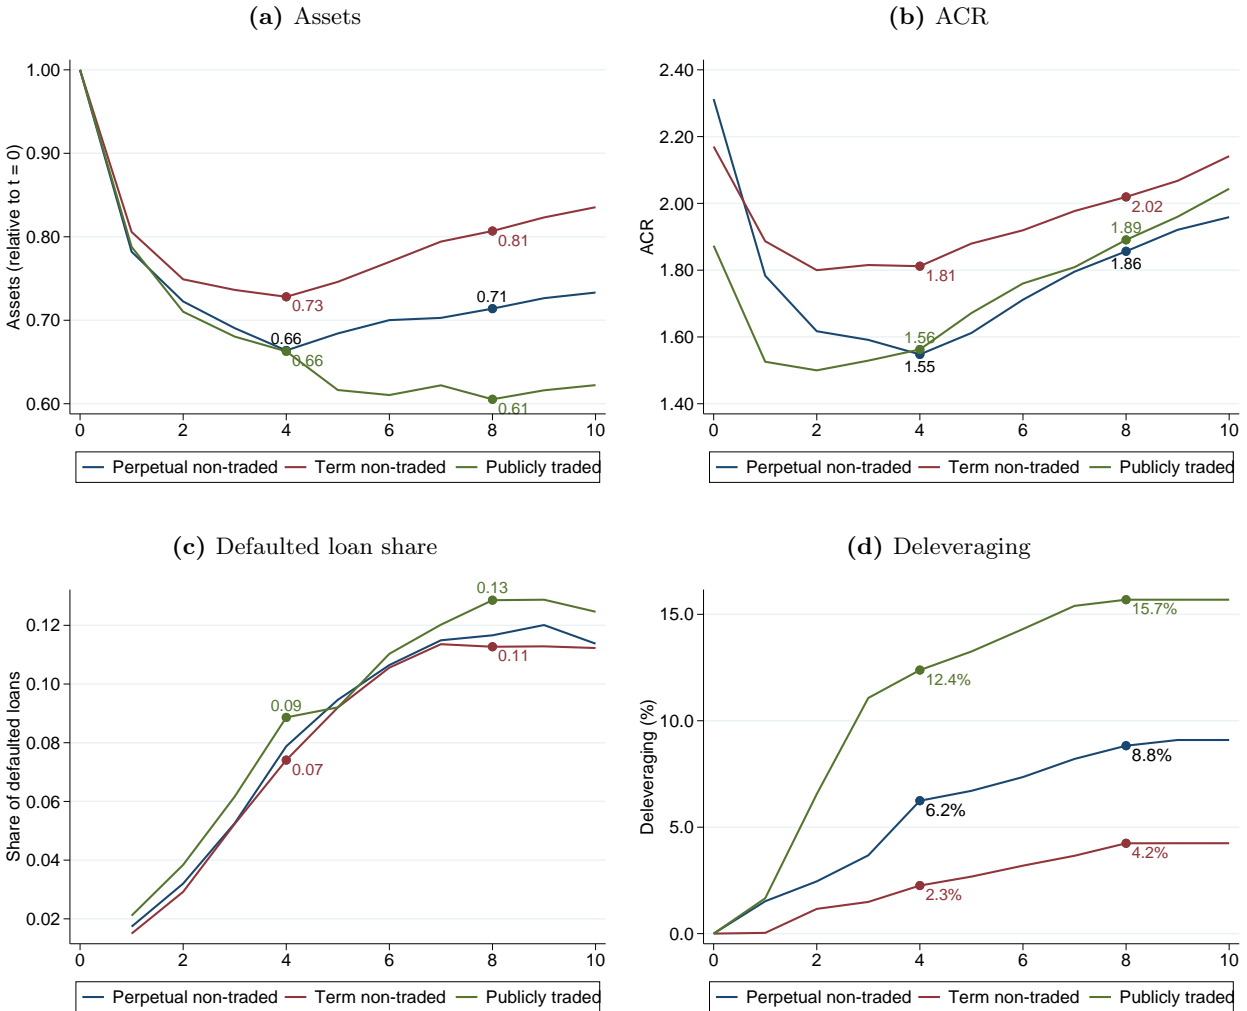 (a) Assets
Assets (relative to t = 0)
1.00
0.90
0.80
0.70
0.60
0.73
0.81
0.66
0.71
0.66
0.61
0 2 4 6 8 10
Perpetual non-traded Term non-traded Publicly traded
(b) ACR
ACR
2.40
2.20
2.00
1.80
1.60
1.40
2.02
1.89
1.86
1.81
1.56
1.55
0 2 4 6 8 10
Perpetual non-traded Term non-traded Publicly traded
(c) Defaulted loan share
Share of defaulted loans
0.12
0.10
0.08
0.06
0.04
0.02
0.13
0.11
0.09
0.07
0 2 4 6 8 10
Perpetual non-traded Term non-traded Publicly traded
(d) Deleveraging
Deleveraging (%)
15.0
10.0
5.0
0.0
15.7%
12.4%
8.8%
6.2%
4.2%
2.3%
0 2 4 6 8 10
Perpetual non-traded Term non-traded Publicly traded